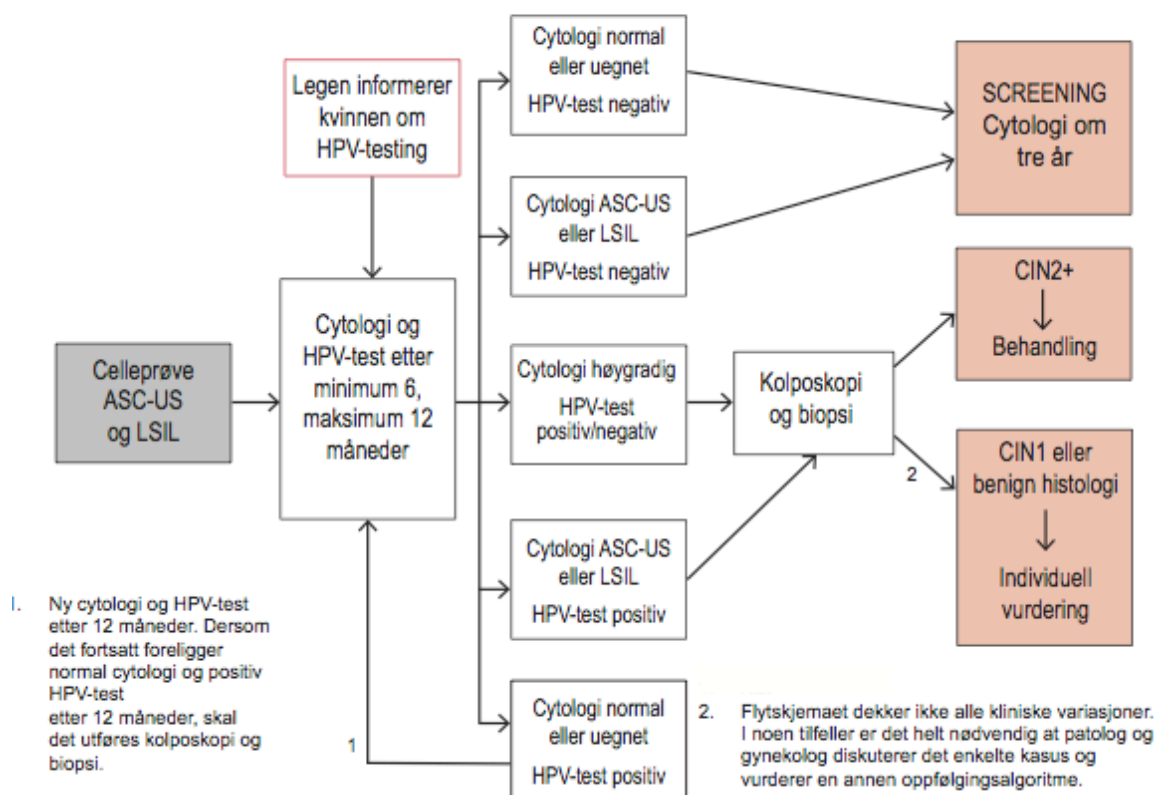 Legen informerer
kvinnen om
HPV-testing
Celleprøve
ASC-US
og LSIL
Cytologi og
HPV-test etter
minimum 6,
maksimum 12
måneder
Cytologi normal
eller uegnet
HPV-test negativ
Cytologi ASC-US
eller LSIL
HPV-test negativ
Cytologi høygradig
HPV-test
positiv/negativ
Cytologi ASC-US
eller LSIL
HPV-test positiv
Cytologi normal
eller uegnet
HPV-test positiv
1
Kolposkopi
og biopsi
2
SCREENING
Cytologi om
tre år
CIN2+
Behandling
CIN1 eller
benign histologi
Individuell
vurdering
I. Ny cytologi og HPV-test
etter 12 måneder. Dersom
det fortsatt foreligger
normal cytologi og positiv
HPV-test
etter 12 måneder, skal
det utføres kolposkopi og
biopsi.
2. Flytskjemaet dekker ikke alle kliniske variasjoner.
I noen tilfeller er det helt nødvendig at patolog og
gynekolog diskuterer det enkelte kasus og
vurderer en annen oppfølgingsalgoritme.